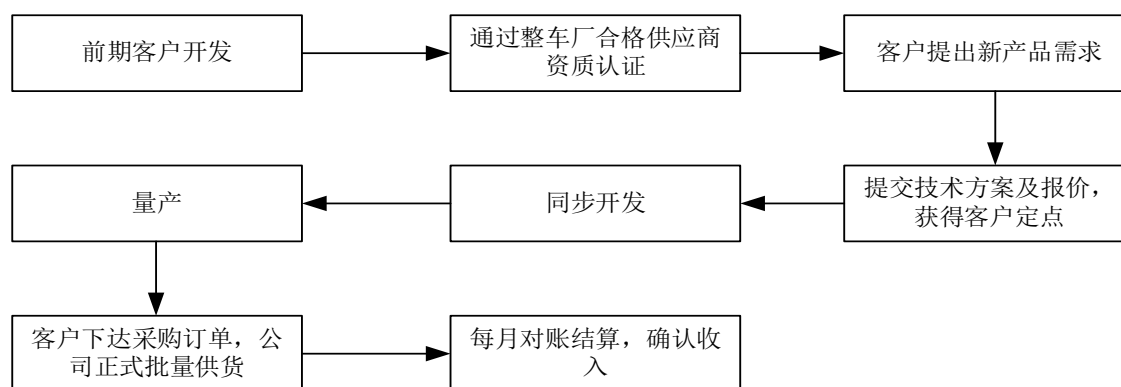 前期客户开发
通过整车厂合格供应商
资质认证
客户提出新产品需求
提交技术方案及报价，
获得客户定点
同步开发
量产
客户下达采购订单，公
司正式批量供货
每月对账结算，确认收
入